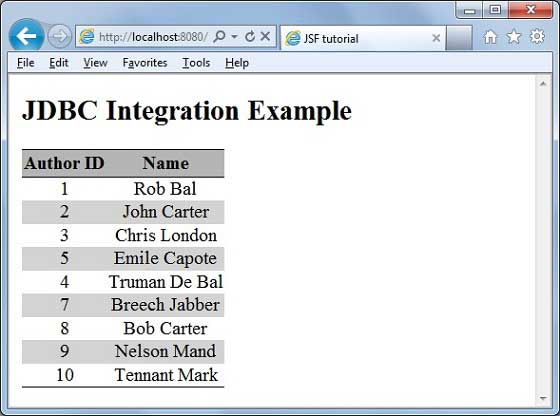 http://localhost:8080/
JSF tutorial
File Edit View Favorites Tools Help
JDBC Integration Example
Author ID Name
1 Rob Bal
2 John Carter
3 Chris London
5 Emile Capote
4 Truman De Bal
7 Breech Jabber
8 Bob Carter
9 Nelson Mand
10 Tennant Mark